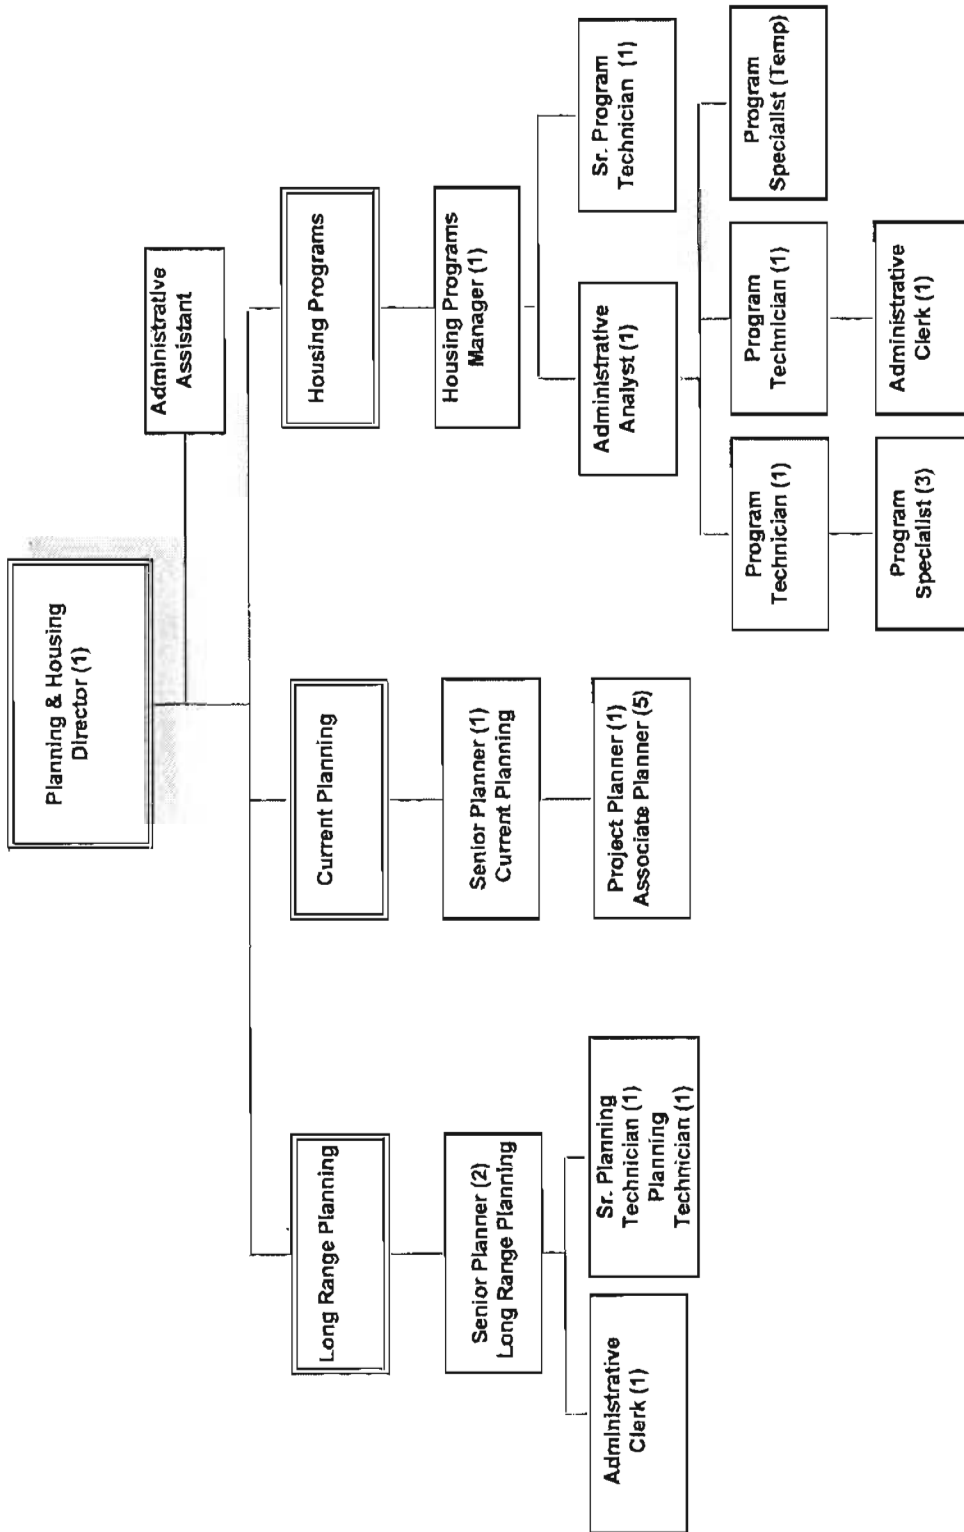 Planning & Housing
Director (1)
Administrative
Assistant
Long Range Planning
Current Planning
Housing Programs
Senior Planner (2)
Long Range Planning
Senior Planner (1)
Current Planning
Housing Programs
Manager (1)
Administrative
Clerk (1)
Sr. Planning
Technician (1)
Planning
Technician (1)
Project Planner (1)
Associate Planner (5)
Administrative
Analyst (1)
Sr. Program
Technician (1)
Program
Technician (1)
Program
Technician (1)
Program
Specialist (Temp)
Program
Specialist (3)
Administrative
Clerk (1)